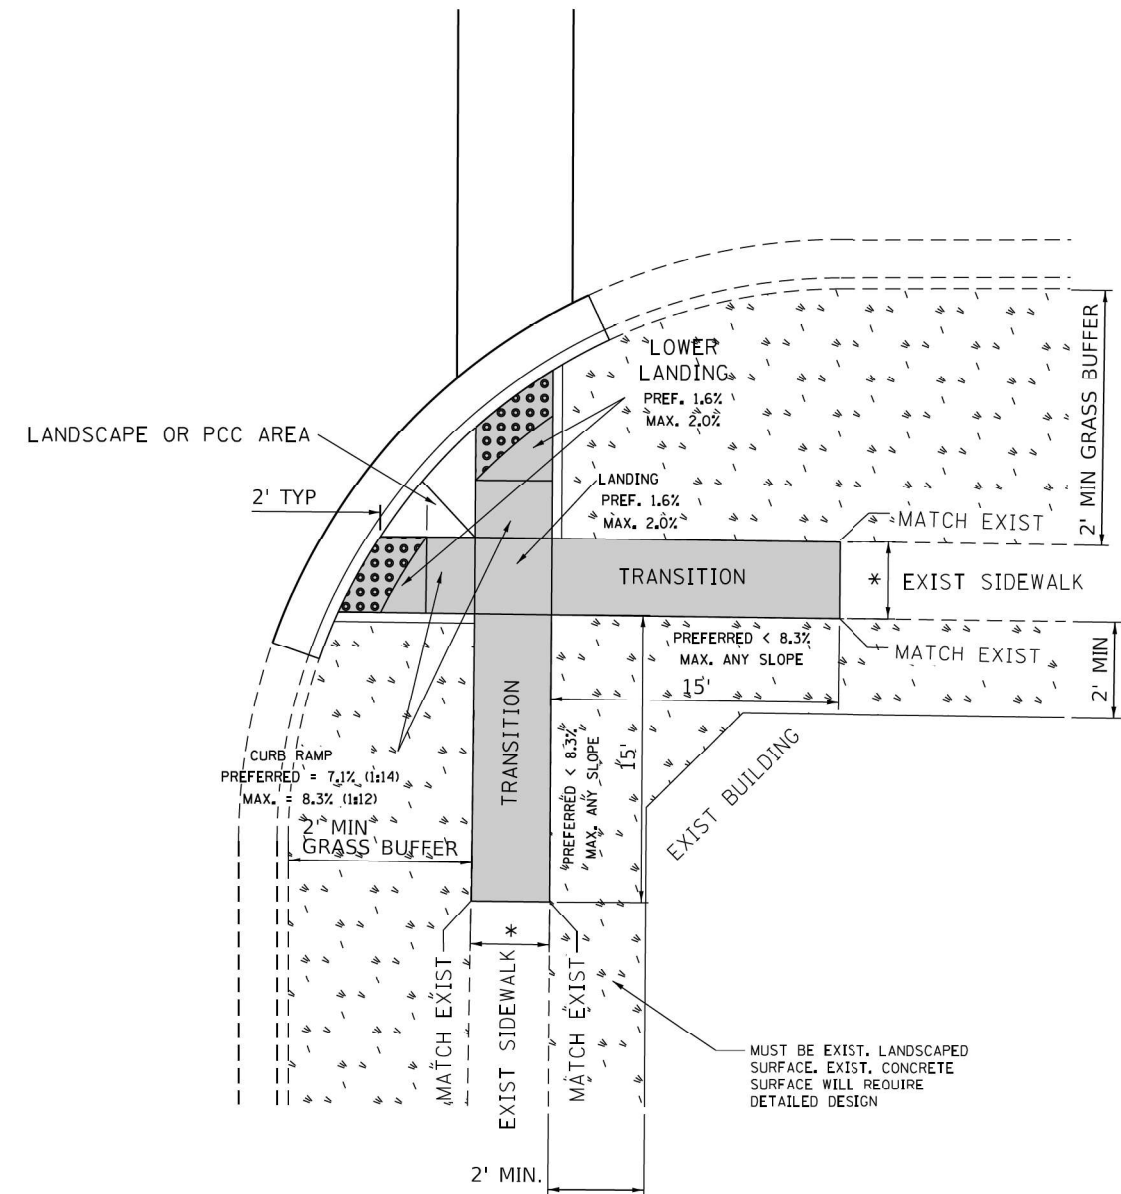 LOWER
LANDING
PREF. 1.6%
MAX. 2.0%
2' MIN GRASS BUFFER
LANDSCAPE OR PCC AREA
2' TYP
LANDING
PREF. 1.6%
MAX. 2.0%
MATCH EXIST
TRANSITION
* EXIST SIDEWALK
PREFERRED < 8.3%
MAX. ANY SLOPE
MATCH EXIST
15'
2' MIN
TRANSITION
PREFERRED < 8.3%
MAX. ANY SLOPE
15'
EXIST BUILDING
CURB RAMP
PREFERRED = 7.1% (1:14)
MAX. = 8.3% (1:12)
2' MIN
GRASS BUFFER
MATCH EXIST
EXIST SIDEWALK *
MATCH EXIST
MUST BE EXIST. LANDSCAPED
SURFACE. EXIST. CONCRETE
SURFACE WILL REQUIRE
DETAILED DESIGN
2' MIN.